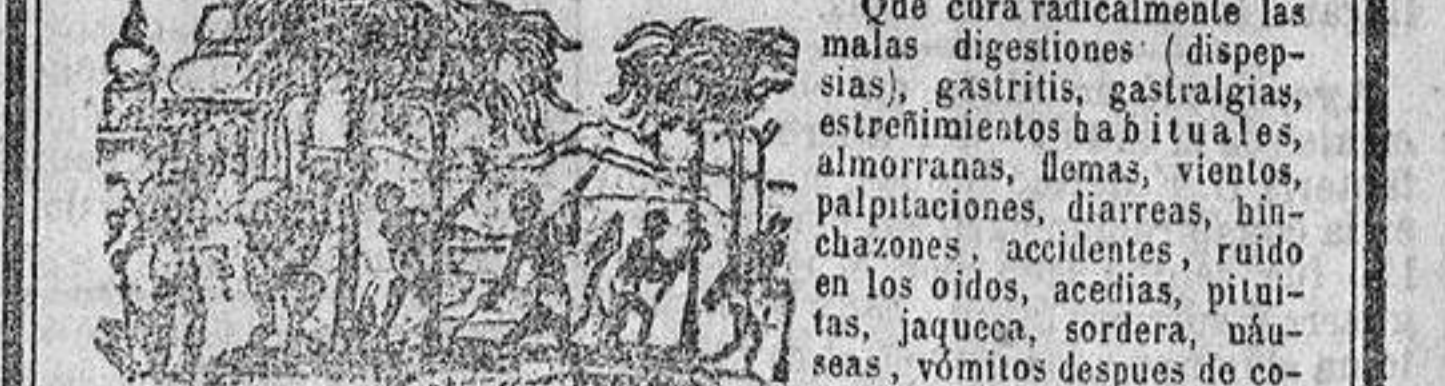 Que cura radicalmente las
malas digestiones (dispep-
sias), gastritis, gastralgias,
estreñimientos habituales,
almorranas, flemas, vientos,
palpitaciones, diarreas, hin-
chazones, accidentes, ruido
en los oidos, acedias, pitui-
tas, jaqueca, sordera, náu-
seas, vómitos despues de co-